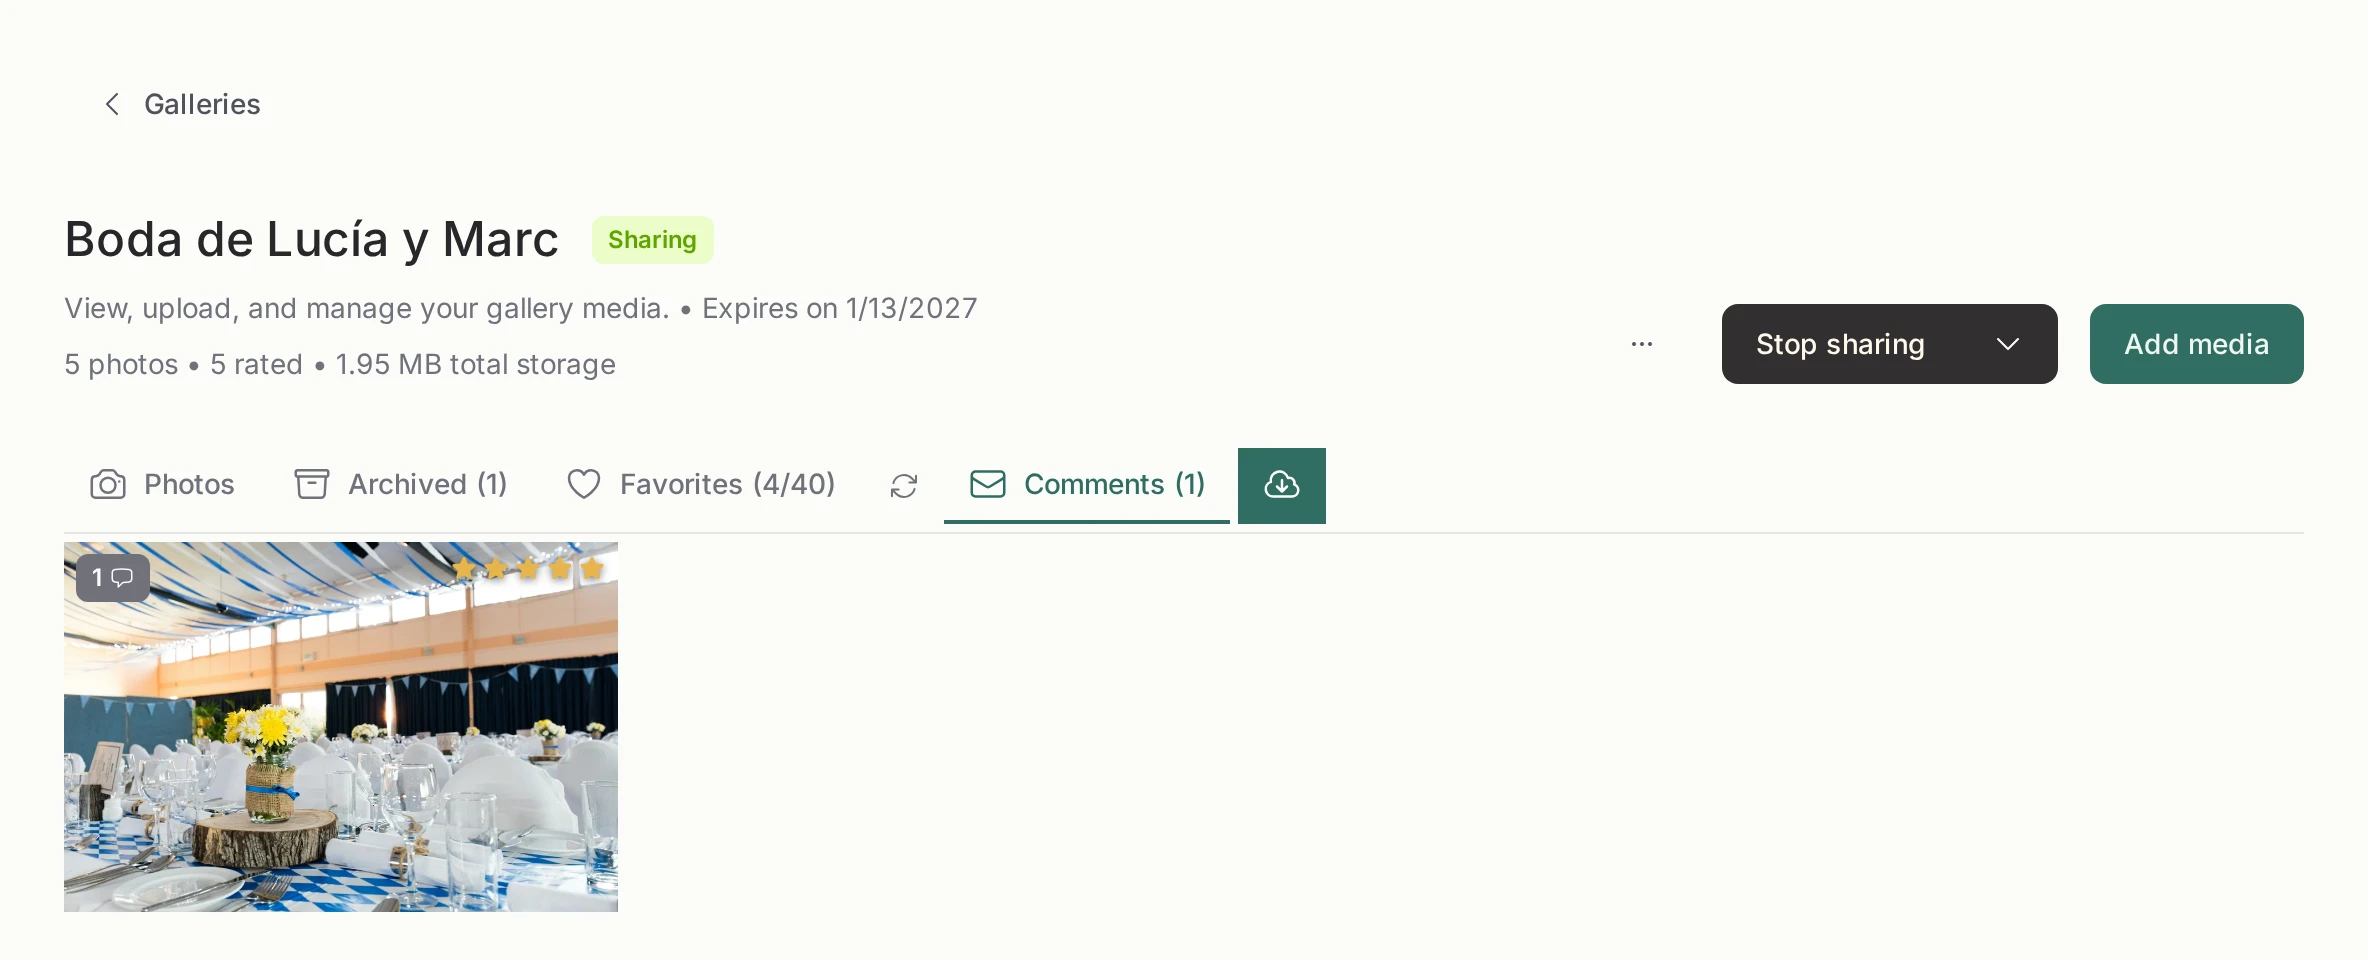 Galleries
Boda de Lucía y Marc
Sharing
View, upload, and manage your gallery media. • Expires on 1/13/2027
5 photos • 5 rated • 1.95 MB total storage
...
Stop sharing
Add media
Photos
Archived (1)
Favorites (4/40)
Comments (1)
1